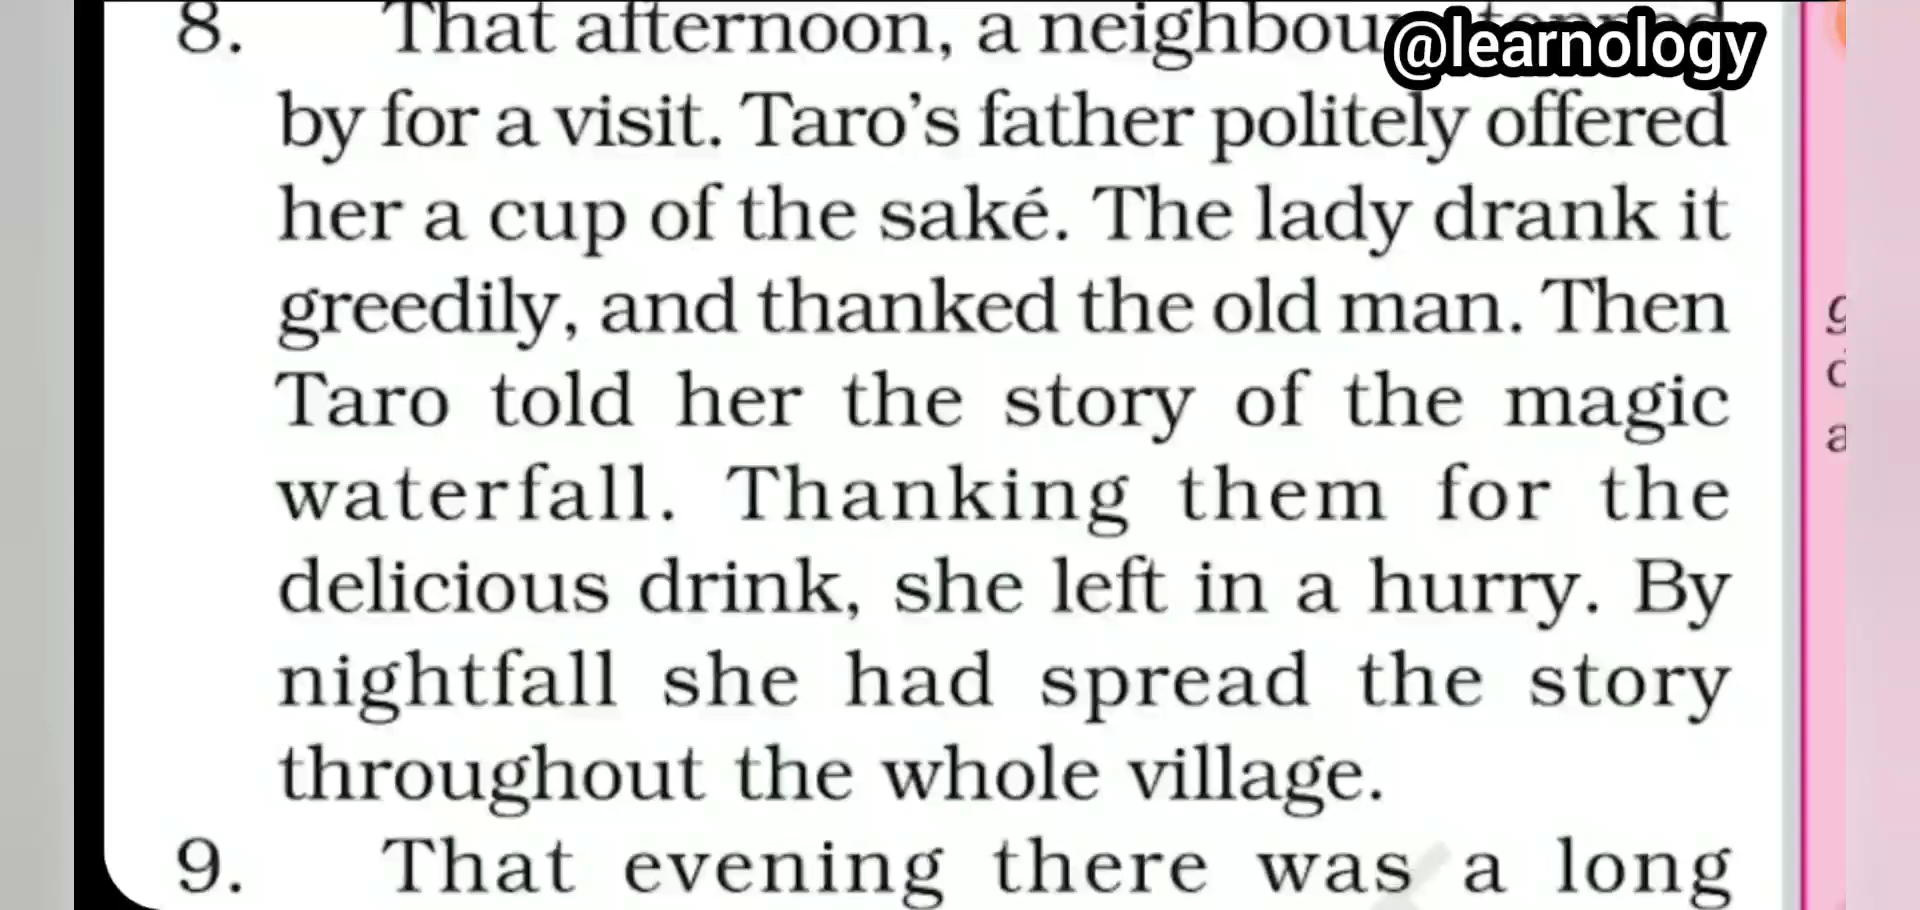 8. That afternoon, a neighbour
@learnology
by for a visit. Taro's father politely offered
her a cup of the saké. The lady drank it
greedily, and thanked the old man. Then
Taro told her the story of the magic
waterfall. Thanking them for the
delicious drink, she left in a hurry. By
nightfall she had spread the story
throughout the whole village.
9. That evening there was a long
g
d
a